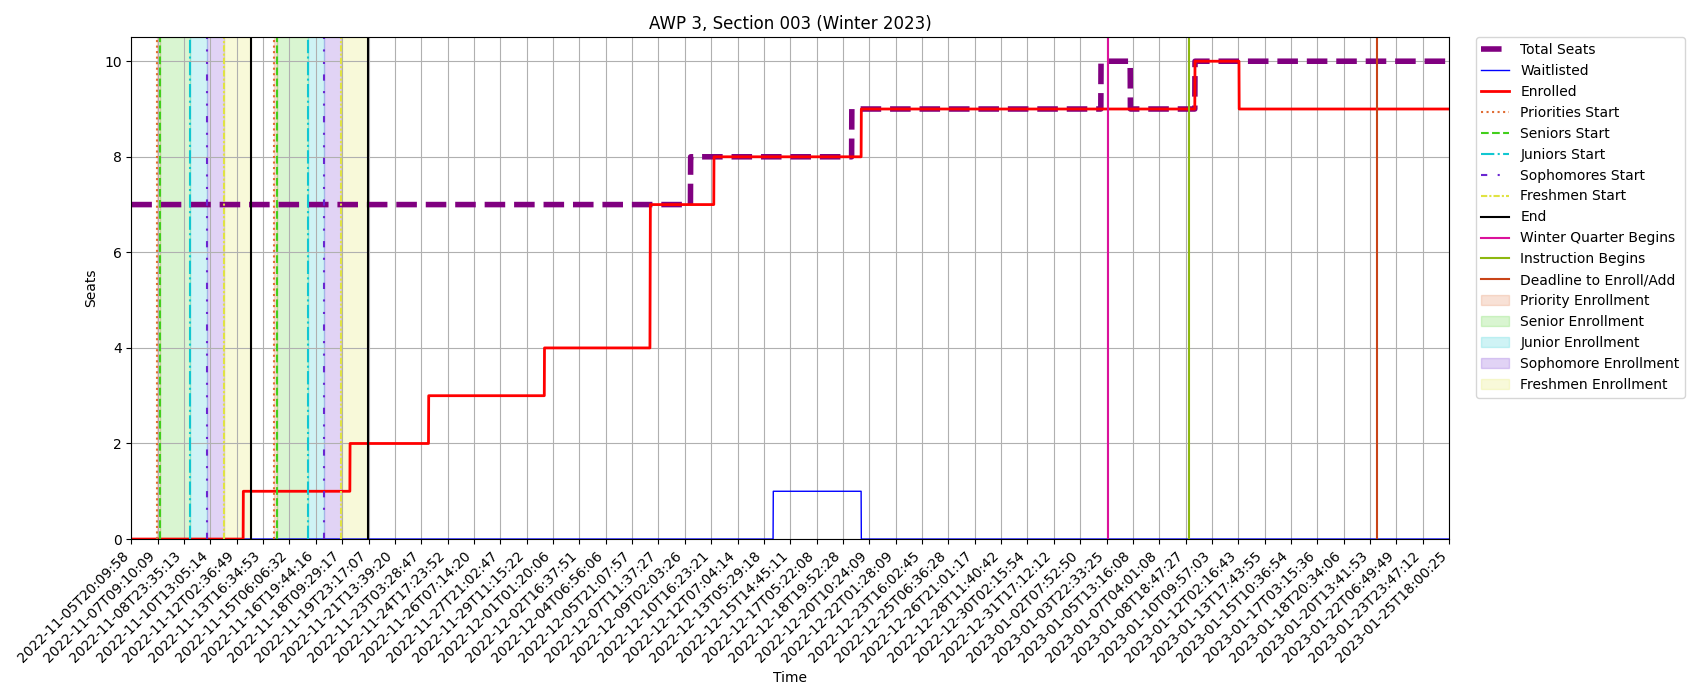 AWP 3, Section 003 (Winter 2023)
Seats
10
8
6
4
2
0
2022-11-05T20:09:58
2022-11-07T09:10:09
2022-11-08T23:35:13
2022-11-10T13:05:14
2022-11-12T02:36:49
2022-11-13T16:34:53
2022-11-15T06:06:32
2022-11-16T19:44:16
2022-11-18T09:29:17
2022-11-19T23:17:07
2022-11-21T13:39:20
2022-11-23T03:28:47
2022-11-24T17:23:52
2022-11-26T07:14:20
2022-11-27T21:02:47
2022-11-29T11:15:22
2022-12-01T01:20:06
2022-12-02T16:37:51
2022-12-04T06:56:06
2022-12-05T21:07:57
2022-12-07T11:37:27
2022-12-09T02:03:26
2022-12-10T16:23:21
2022-12-12T07:04:14
2022-12-13T05:29:18
2022-12-15T14:45:11
2022-12-17T05:22:08
2022-12-18T19:52:28
2022-12-20T10:24:09
2022-12-22T01:28:09
2022-12-23T16:02:45
2022-12-25T06:36:28
2022-12-26T21:01:17
2022-12-28T11:40:42
2022-12-30T02:15:54
2022-12-31T17:12:12
2023-01-02T07:52:50
2023-01-03T22:33:25
2023-01-05T13:16:08
2023-01-07T04:01:08
2023-01-08T18:47:27
2023-01-10T09:57:03
2023-01-12T02:16:43
2023-01-13T17:43:55
2023-01-15T10:36:54
2023-01-17T03:15:36
2023-01-18T20:34:06
2023-01-20T13:41:53
2023-01-22T06:49:49
2023-01-23T23:47:12
2023-01-25T18:00:25
Time
Total Seats
Waitlisted
Enrolled
Priorities Start
Seniors Start
Juniors Start
Sophomores Start
Freshmen Start
End
Winter Quarter Begins
Instruction Begins
Deadline to Enroll/Add
Priority Enrollment
Senior Enrollment
Junior Enrollment
Sophomore Enrollment
Freshmen Enrollment